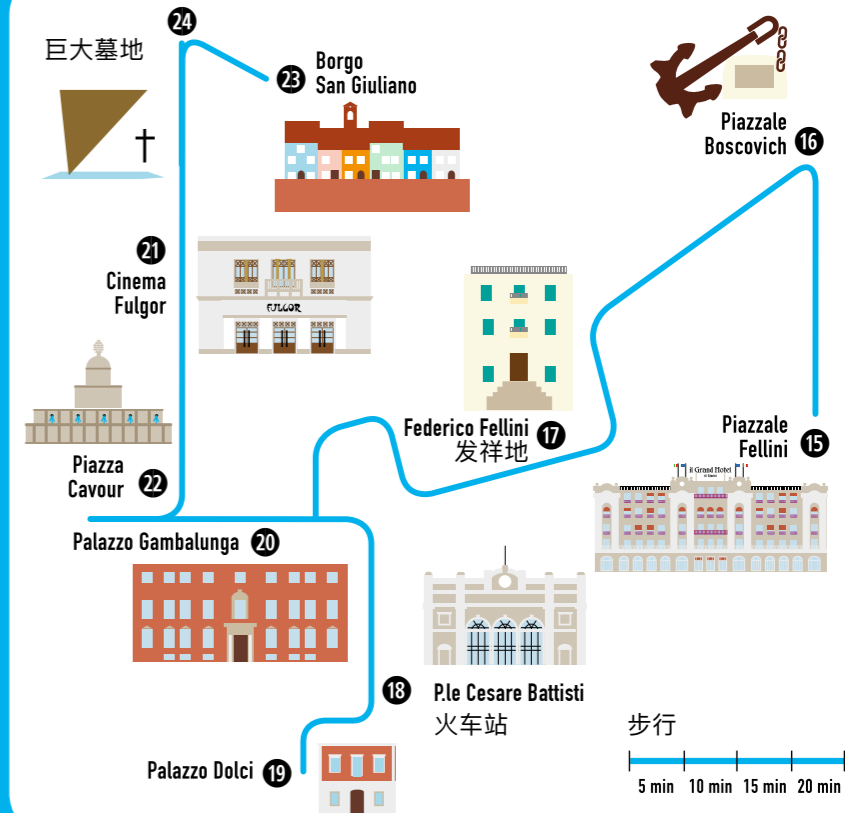 24
巨大墓地
23
Borgo
San Giuliano
Piazzale
Boscovich 16
21
Cinema
Fulgor
FULGOR
Federico Fellini 17
发祥地
Piazzale
Fellini 15
il Grand Hotel
Piazza
Cavour 22
Palazzo Gambalunga 20
18
P.le Cesare Battisti
火车站
Palazzo Dolci 19
步行
5 min 10 min 15 min 20 min